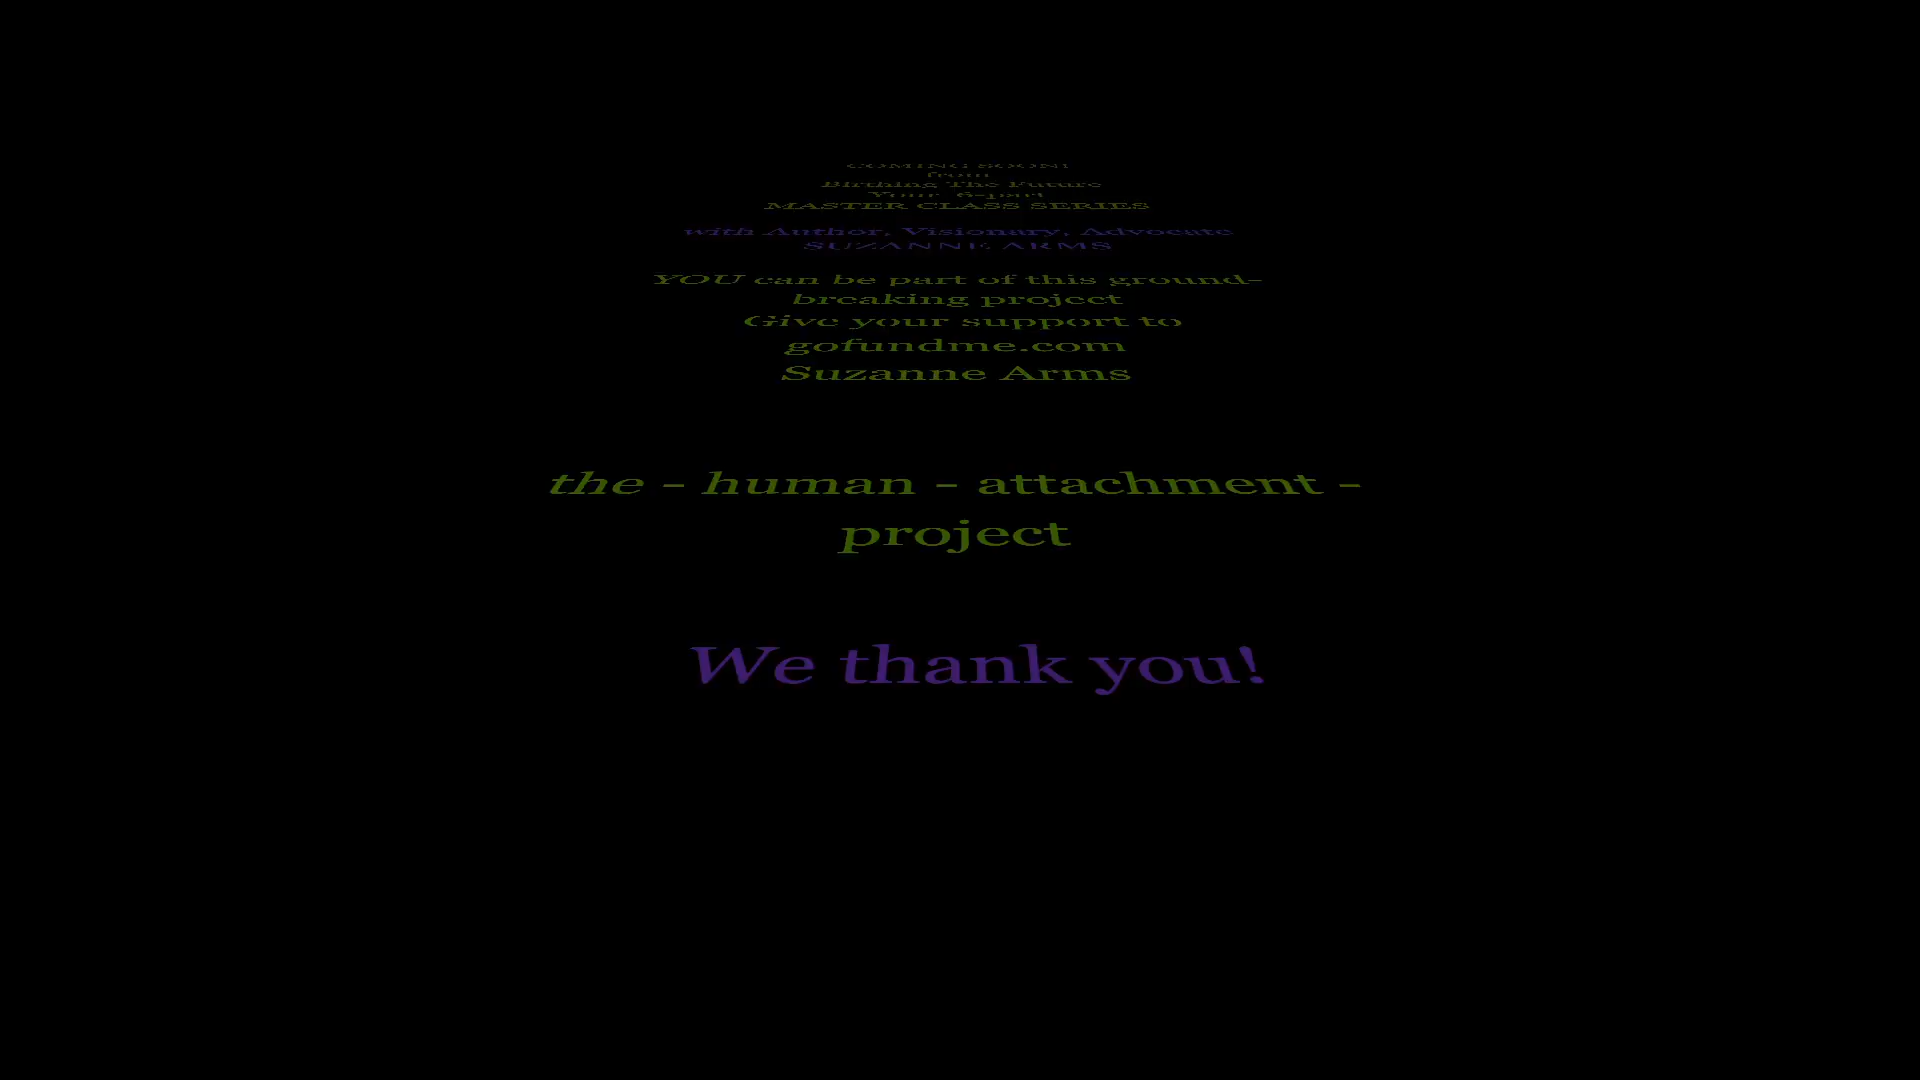 COMING SOON!
from
Birthing The Future
Your 6-part
MASTER CLASS SERIES
with Author, Visionary, Advocate
SUZANNE ARMS
YOU can be part of this ground-
breaking project
Give your support to
gofundme.com
Suzanne Arms
the - human - attachment -
project
We thank you!